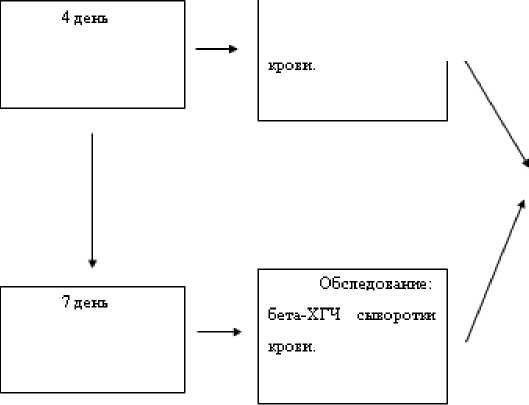 4 день
крови.
7 день
Обследование:
бета-ХГЧ сыворотки
крови.